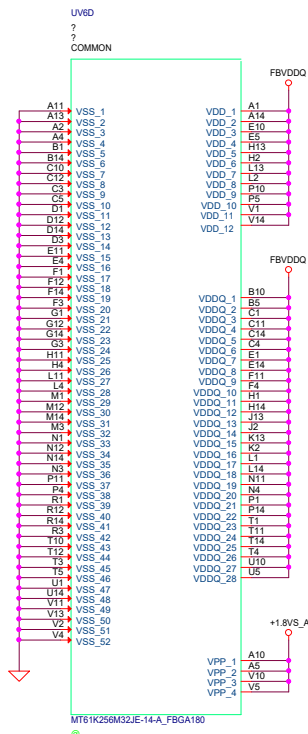 UV6D
?
?
COMMON
A11 VSS_1
A13 VSS_2
A2 VSS_3
A4 VSS_4
B1 VSS_5
B14 VSS_6
C10 VSS_7
C12 VSS_8
C3 VSS_9
C5 VSS_10
D1 VSS_11
D12 VSS_12
D14 VSS_13
D3 VSS_14
E11 VSS_15
E4 VSS_16
F1 VSS_17
F12 VSS_18
F14 VSS_19
F3 VSS_20
G1 VSS_21
G12 VSS_22
G14 VSS_23
G3 VSS_24
H11 VSS_25
H4 VSS_26
L11 VSS_27
L4 VSS_28
M1 VSS_29
M12 VSS_30
M14 VSS_31
M3 VSS_32
N1 VSS_33
N12 VSS_34
N14 VSS_35
N3 VSS_36
P11 VSS_37
P4 VSS_38
R1 VSS_39
R12 VSS_40
R14 VSS_41
R3 VSS_42
T10 VSS_43
T12 VSS_44
T3 VSS_45
T5 VSS_46
U1 VSS_47
U14 VSS_48
V11 VSS_49
V13 VSS_50
V2 VSS_51
V4 VSS_52
FBVDDQ
VDD_1 A1
VDD_2 A14
VDD_3 E10
VDD_4 E5
VDD_5 H13
VDD_6 H2
VDD_7 L13
VDD_8 L2
VDD_9 P10
VDD_10 P5
VDD_11 V1
VDD_12 V14
FBVDDQ
VDDQ_1 B10
VDDQ_2 B5
VDDQ_3 C1
VDDQ_4 C11
VDDQ_5 C14
VDDQ_6 C4
VDDQ_7 E1
VDDQ_8 E14
VDDQ_9 F11
VDDQ_10 F4
VDDQ_11 H1
VDDQ_12 H14
VDDQ_13 J13
VDDQ_14 J2
VDDQ_15 K13
VDDQ_16 K2
VDDQ_17 L1
VDDQ_18 L14
VDDQ_19 N11
VDDQ_20 N4
VDDQ_21 P1
VDDQ_22 P14
VDDQ_23 T1
VDDQ_24 T11
VDDQ_25 T14
VDDQ_26 T4
VDDQ_27 U10
VDDQ_28 U5
+1.8VS_A
VPP_1 A10
VPP_2 A5
VPP_3 V10
VPP_4 V5
MT61K256M32JE-14-A_FBGA180